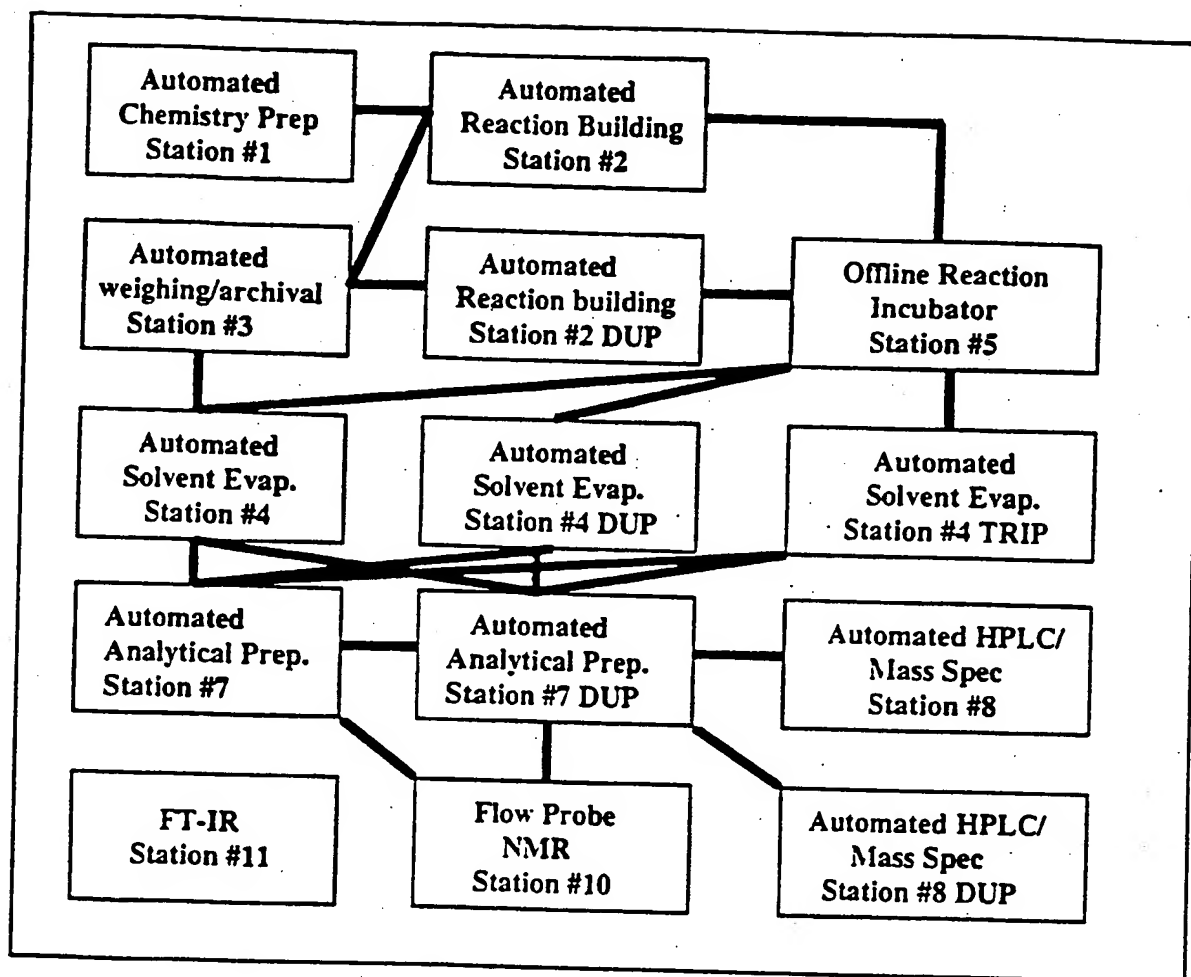 Automated
Chemistry Prep
Station #1
Automated
Reaction Building
Station #2
Automated
weighing/archival
Station #3
Automated
Reaction building
Station #2 DUP
Offline Reaction
Incubator
Station #5
Automated
Solvent Evap.
Station #4
Automated
Solvent Evap.
Station #4 DUP
Automated
Solvent Evap.
Station #4 TRIP
Automated
Analytical Prep.
Station #7
Automated
Analytical Prep.
Station #7 DUP
Automated HPLC/
Mass Spec
Station #8
FT-IR
Station #11
Flow Probe
NMR
Station #10
Automated HPLC/
Mass Spec
Station #8 DUP